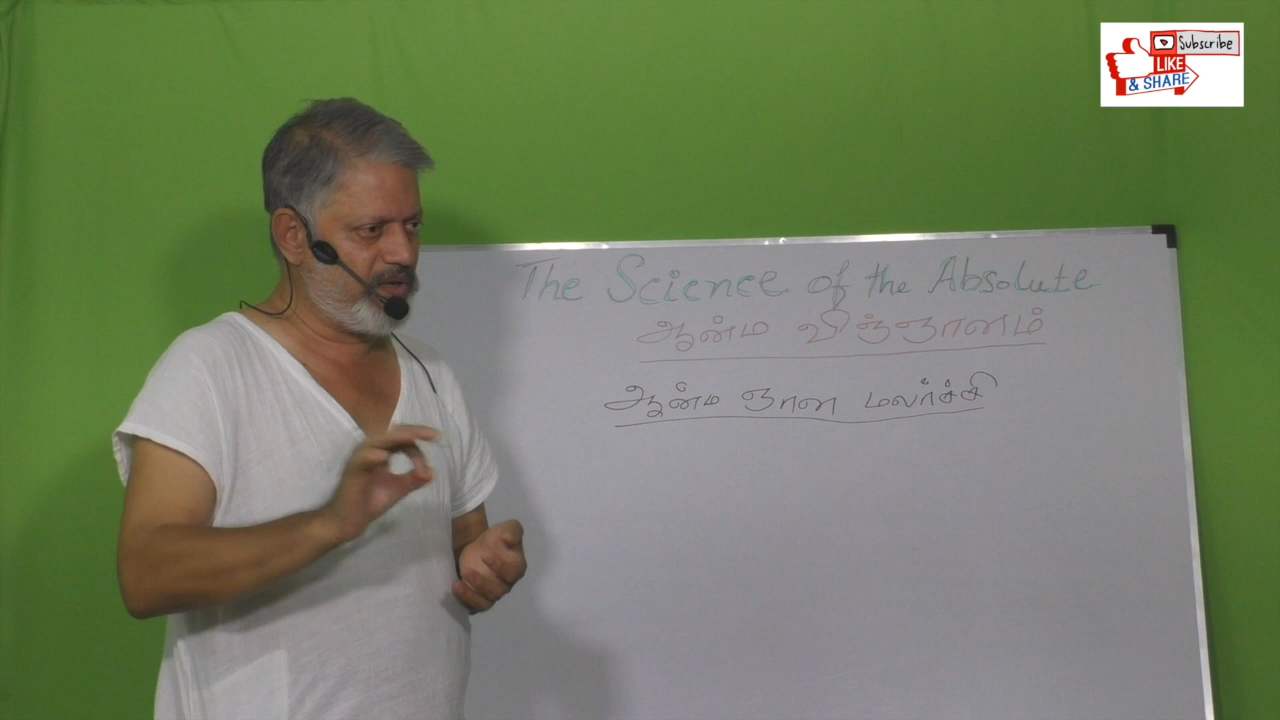 Subscribe
LIKE
& SHARE
The Science of the Absolute
ஆன்ம விஞ்ஞானம்
ஆன்ம ஞான மலர்ச்சி